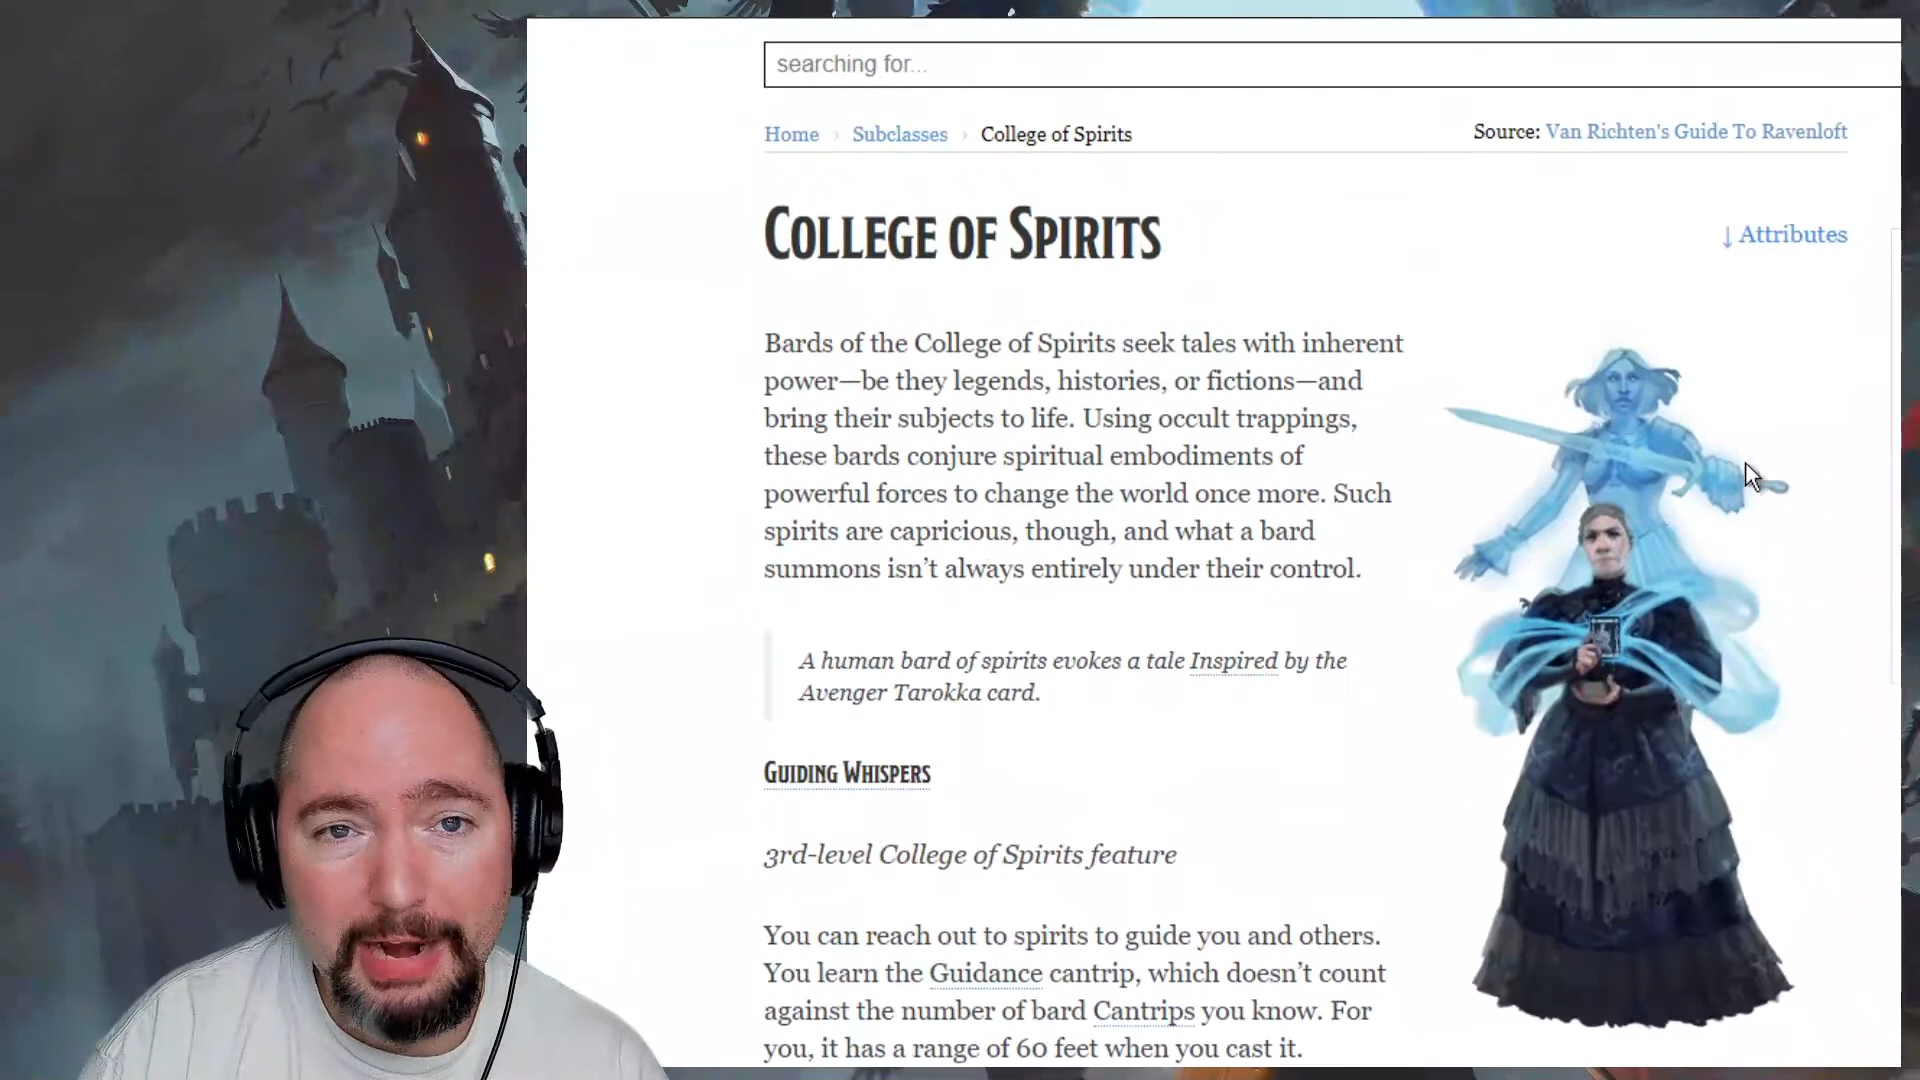 searching for...
Home › Subclasses › College of Spirits
Source: Van Richten's Guide To Ravenloft
College of Spirits
↓ Attributes
Bards of the College of Spirits seek tales with inherent
power—be they legends, histories, or fictions—and
bring their subjects to life. Using occult trappings,
these bards conjure spiritual embodiments of
powerful forces to change the world once more. Such
spirits are capricious, though, and what a bard
summons isn't always entirely under their control.
A human bard of spirits evokes a tale Inspired by the
Avenger Tarokka card.
Guiding Whispers
3rd-level College of Spirits feature
You can reach out to spirits to guide you and others.
You learn the Guidance cantrip, which doesn't count
against the number of bard Cantrips you know. For
you, it has a range of 60 feet when you cast it.